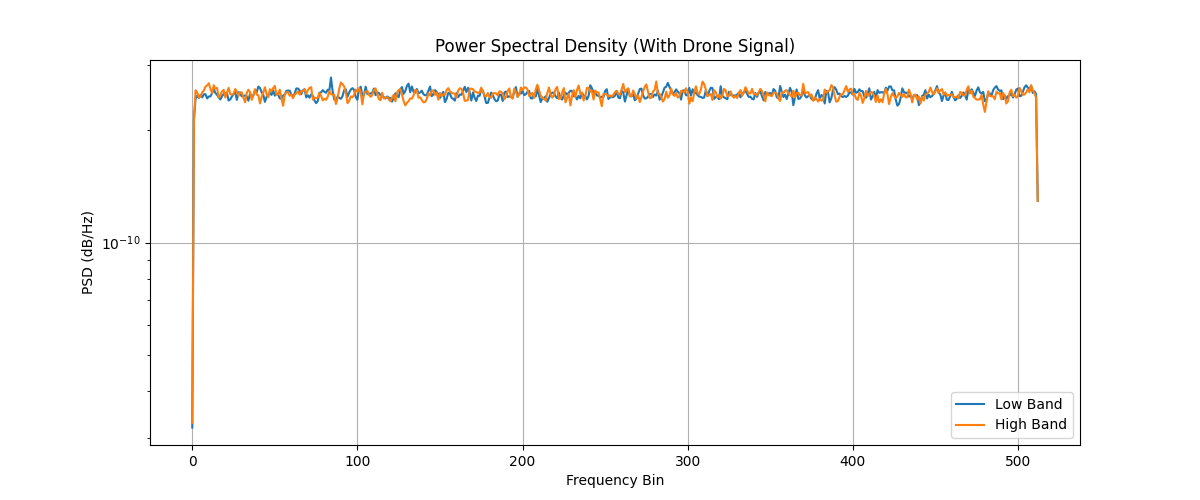 Power Spectral Density (With Drone Signal)
PSD (dB/Hz)
10⁻¹⁰
0 100 200 300 400 500
Frequency Bin
Low Band
High Band